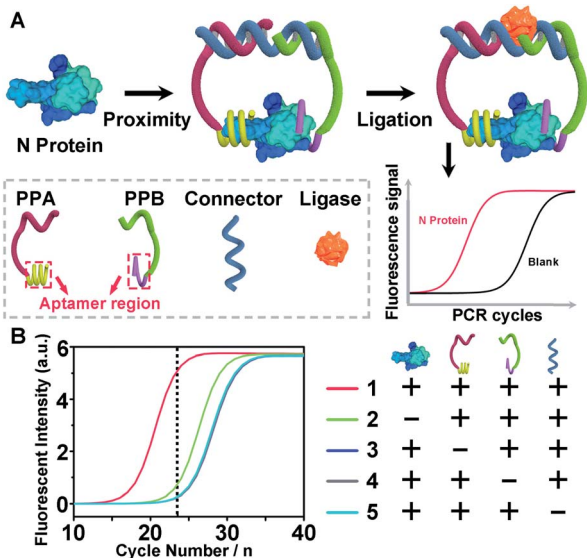 A
N Protein
Proximity
Ligation
PPA
PPB
Connector
Ligase
Aptamer region
Fluorescence signal
N Protein
Blank
PCR cycles
B
Fluorescent Intensity (a.u.)
6
4
2
0
10 20 30 40
Cycle Number / n
1 + + + +
2 − + + +
3 + − + +
4 + + − +
5 + + + −